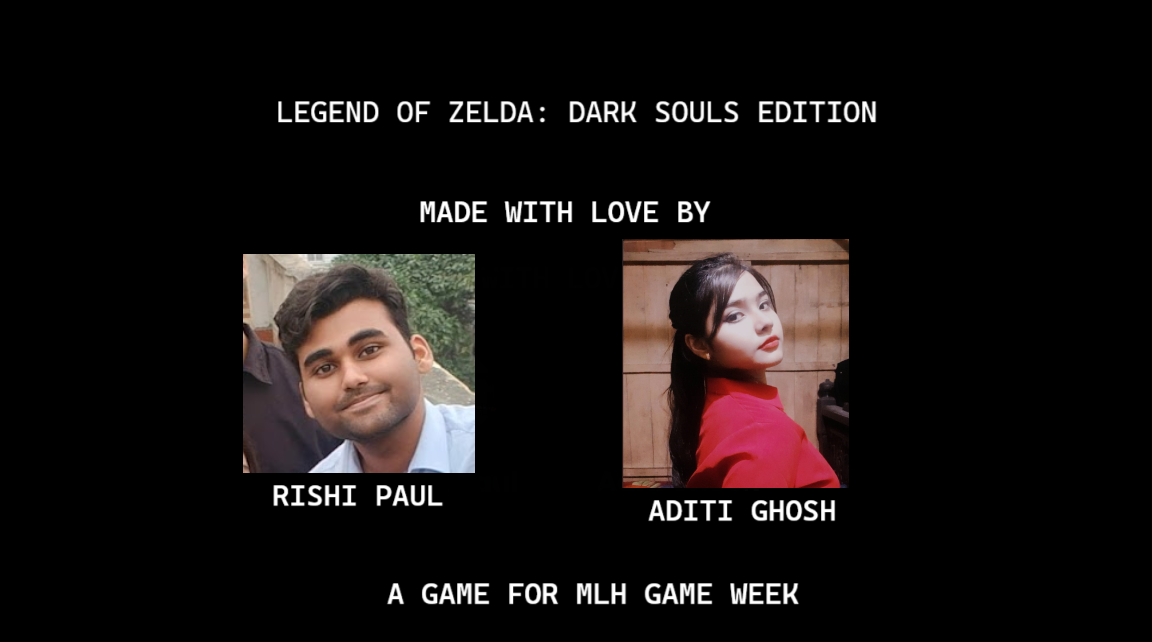 LEGEND OF ZELDA: DARK SOULS EDITION
MADE WITH LOVE BY
RISHI PAUL
ADITI GHOSH
A GAME FOR MLH GAME WEEK